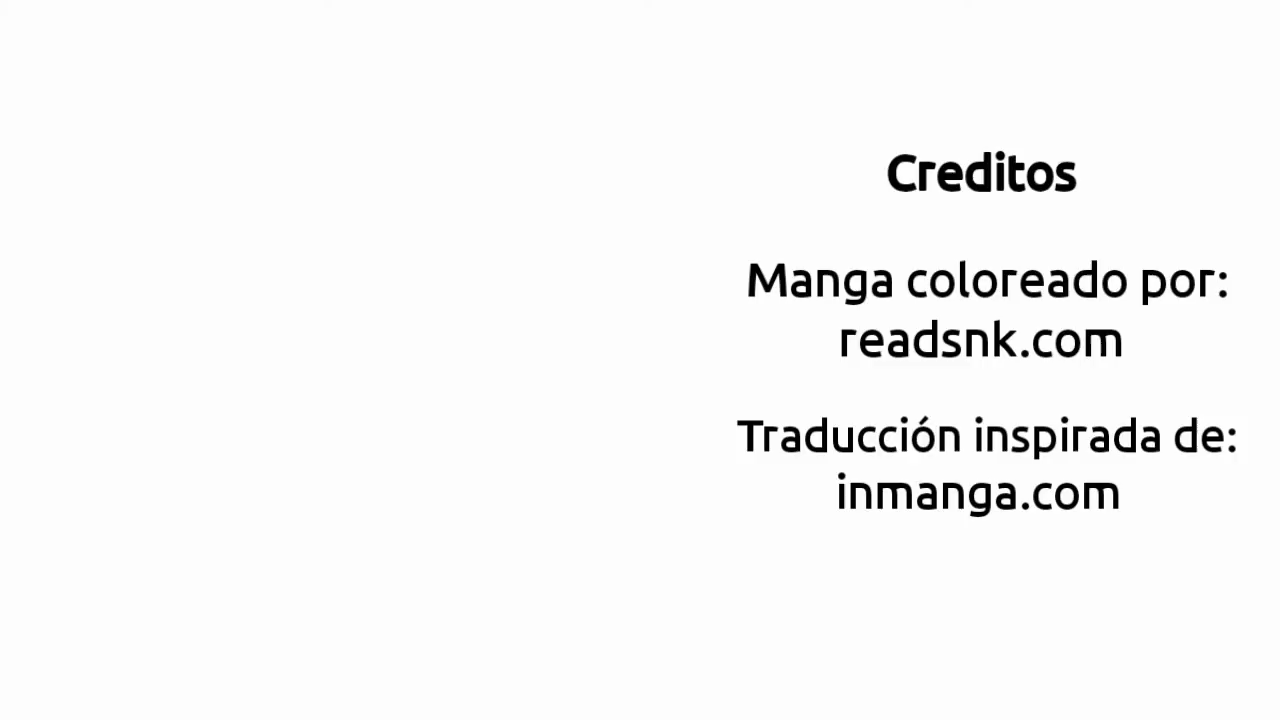 Creditos
Manga coloreado por:
readsnk.com
Traducción inspirada de:
inmanga.com